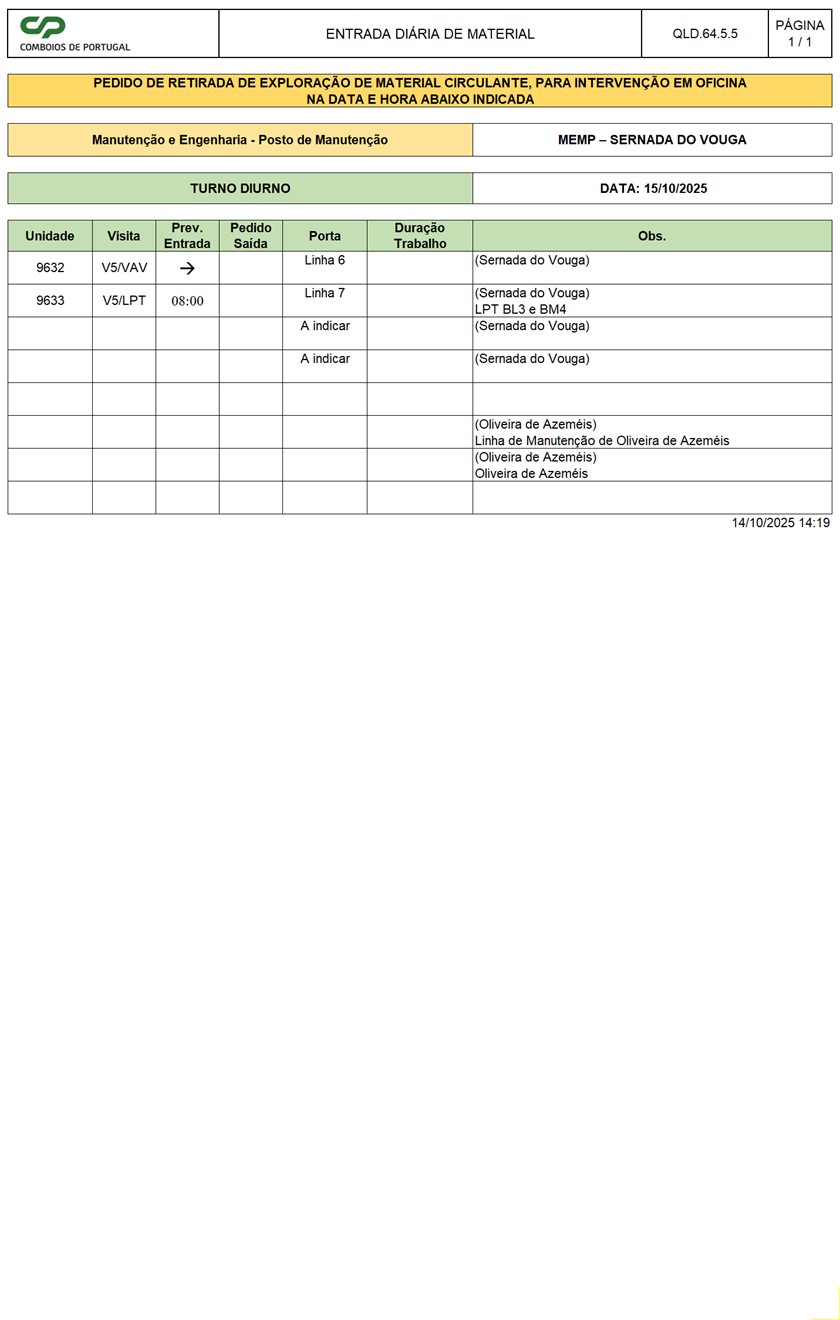 CP
COMBOIOS DE PORTUGAL
ENTRADA DIÁRIA DE MATERIAL
QLD.64.5.5
PÁGINA
1 / 1
PEDIDO DE RETIRADA DE EXPLORAÇÃO DE MATERIAL CIRCULANTE, PARA INTERVENÇÃO EM OFICINA
NA DATA E HORA ABAIXO INDICADA
Manutenção e Engenharia - Posto de Manutenção
MEMP – SERNADA DO VOUGA
TURNO DIURNO
DATA: 15/10/2025
Unidade
Visita
Prev.
Entrada
Pedido
Saída
Porta
Duração
Trabalho
Obs.
9632
V5/VAV
→
Linha 6
(Sernada do Vouga)
9633
V5/LPT
08:00
Linha 7
(Sernada do Vouga)
LPT BL3 e BM4
A indicar
(Sernada do Vouga)
A indicar
(Sernada do Vouga)
(Oliveira de Azeméis)
Linha de Manutenção de Oliveira de Azeméis
(Oliveira de Azeméis)
Oliveira de Azeméis
14/10/2025 14:19